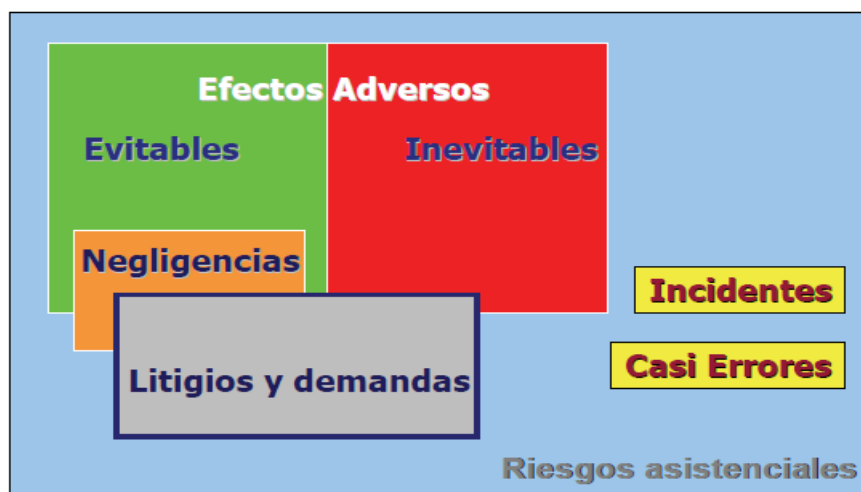 Efectos Adversos
Evitables
Inevitables
Negligencias
Incidentes
Casi Errores
Litigios y demandas
Riesgos asistenciales